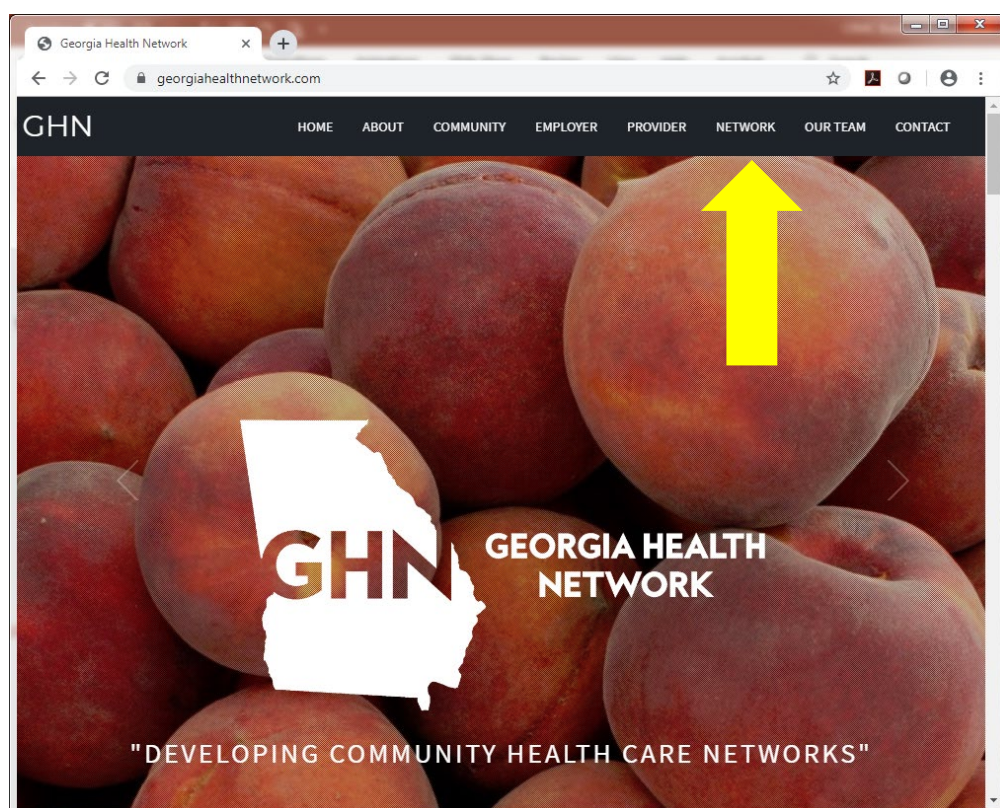 Georgia Health Network
georgiahealthnetwork.com
GHN HOME ABOUT COMMUNITY EMPLOYER PROVIDER NETWORK OUR TEAM CONTACT
GHN
GEORGIA HEALTH
NETWORK
"DEVELOPING COMMUNITY HEALTH CARE NETWORKS"